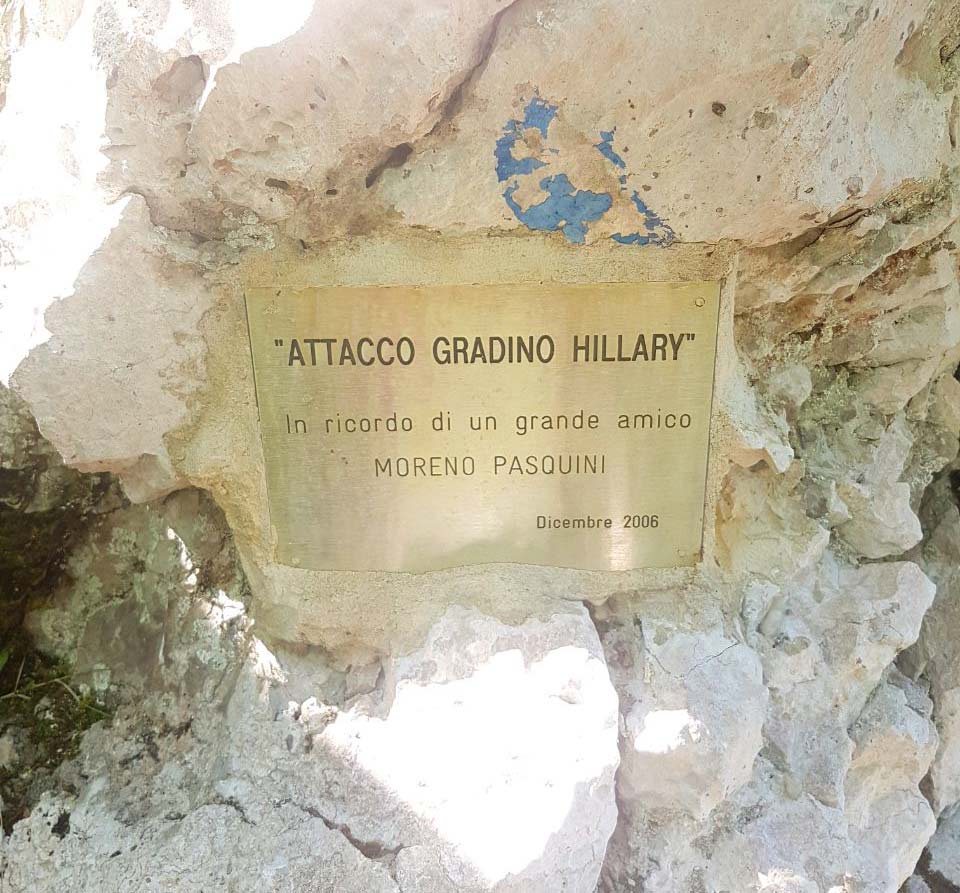 "ATTACCO GRADINO HILLARY"
In ricordo di un grande amico
MORENO PASQUINI
Dicembre 2006